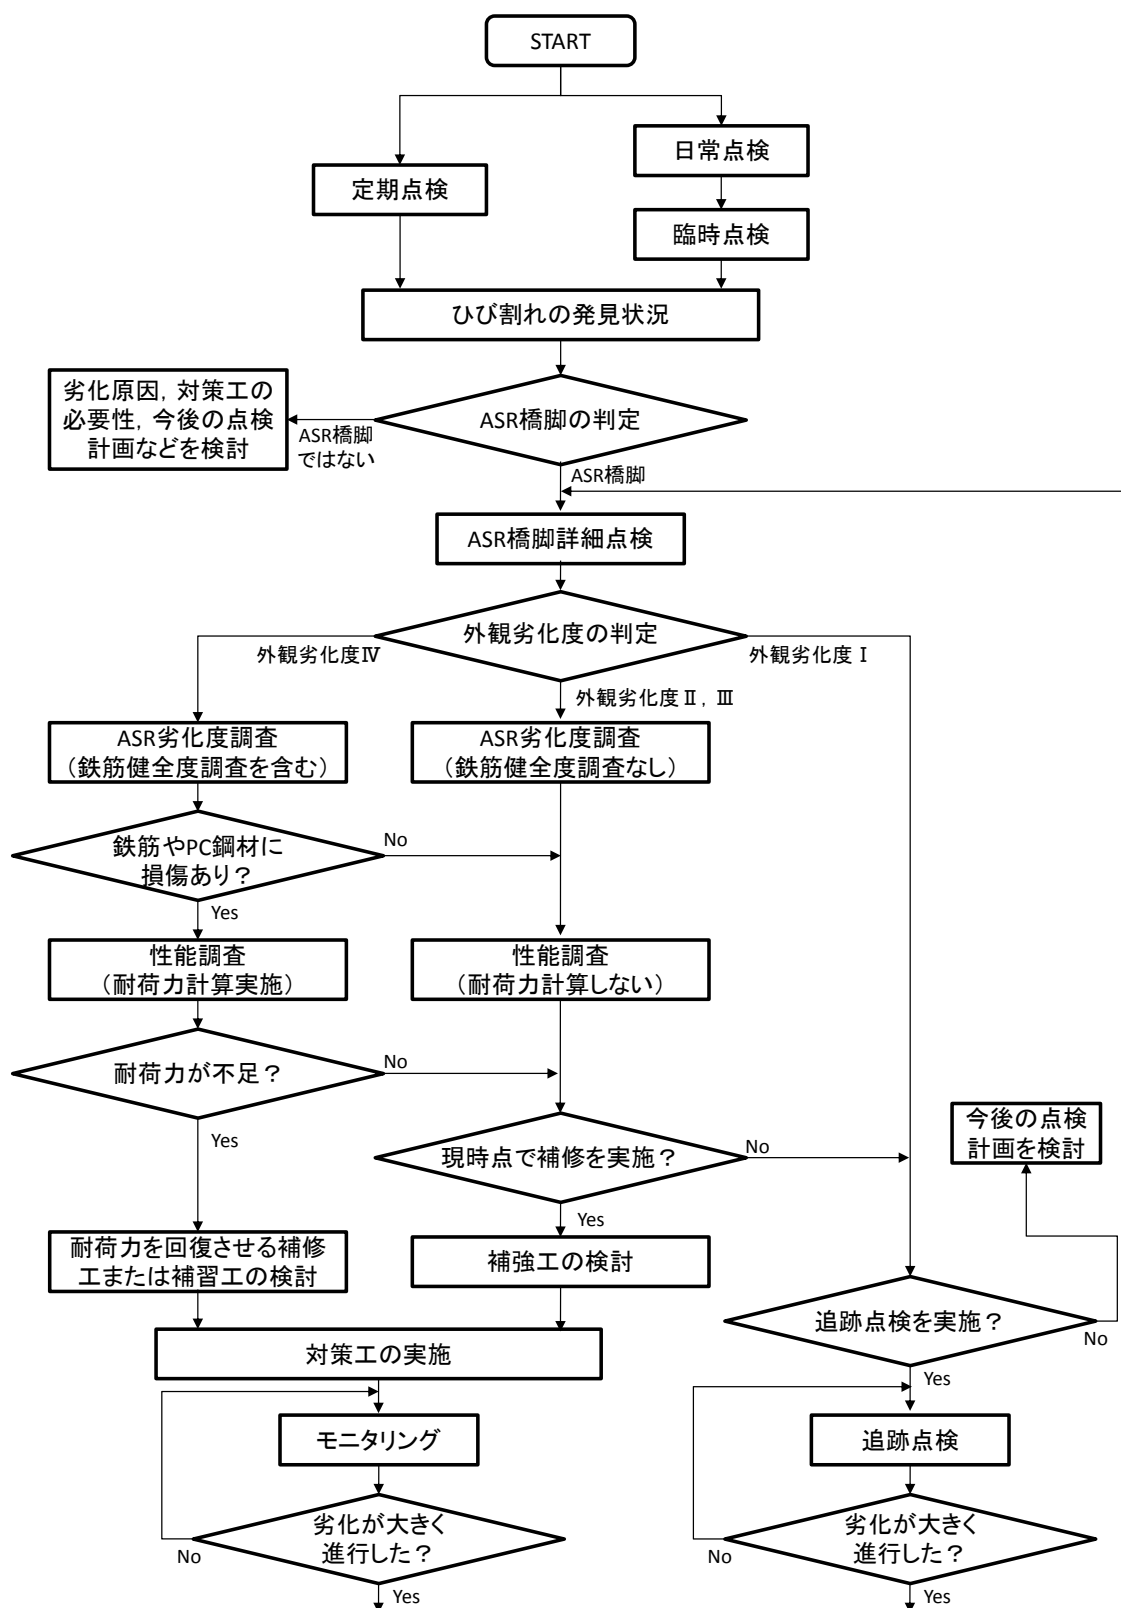 START
定期点検
日常点検
臨時点検
ひび割れの発見状況
ASR橋脚の判定
劣化原因，対策工の
必要性，今後の点検
計画などを検討
ASR橋脚
ではない
ASR橋脚
ASR橋脚詳細点検
外観劣化度の判定
外観劣化度Ⅳ
外観劣化度Ⅱ，Ⅲ
外観劣化度Ⅰ
ASR劣化度調査
（鉄筋健全度調査を含む）
ASR劣化度調査
（鉄筋健全度調査なし）
鉄筋やPC鋼材に
損傷あり？
No
Yes
性能調査
（耐荷力計算実施）
性能調査
（耐荷力計算しない）
耐荷力が不足？
No
Yes
現時点で補修を実施？
No
Yes
今後の点検
計画を検討
耐荷力を回復させる補修
工または補習工の検討
補強工の検討
追跡点検を実施？
No
Yes
対策工の実施
モニタリング
劣化が大きく
進行した？
No
Yes
追跡点検
劣化が大きく
進行した？
No
Yes